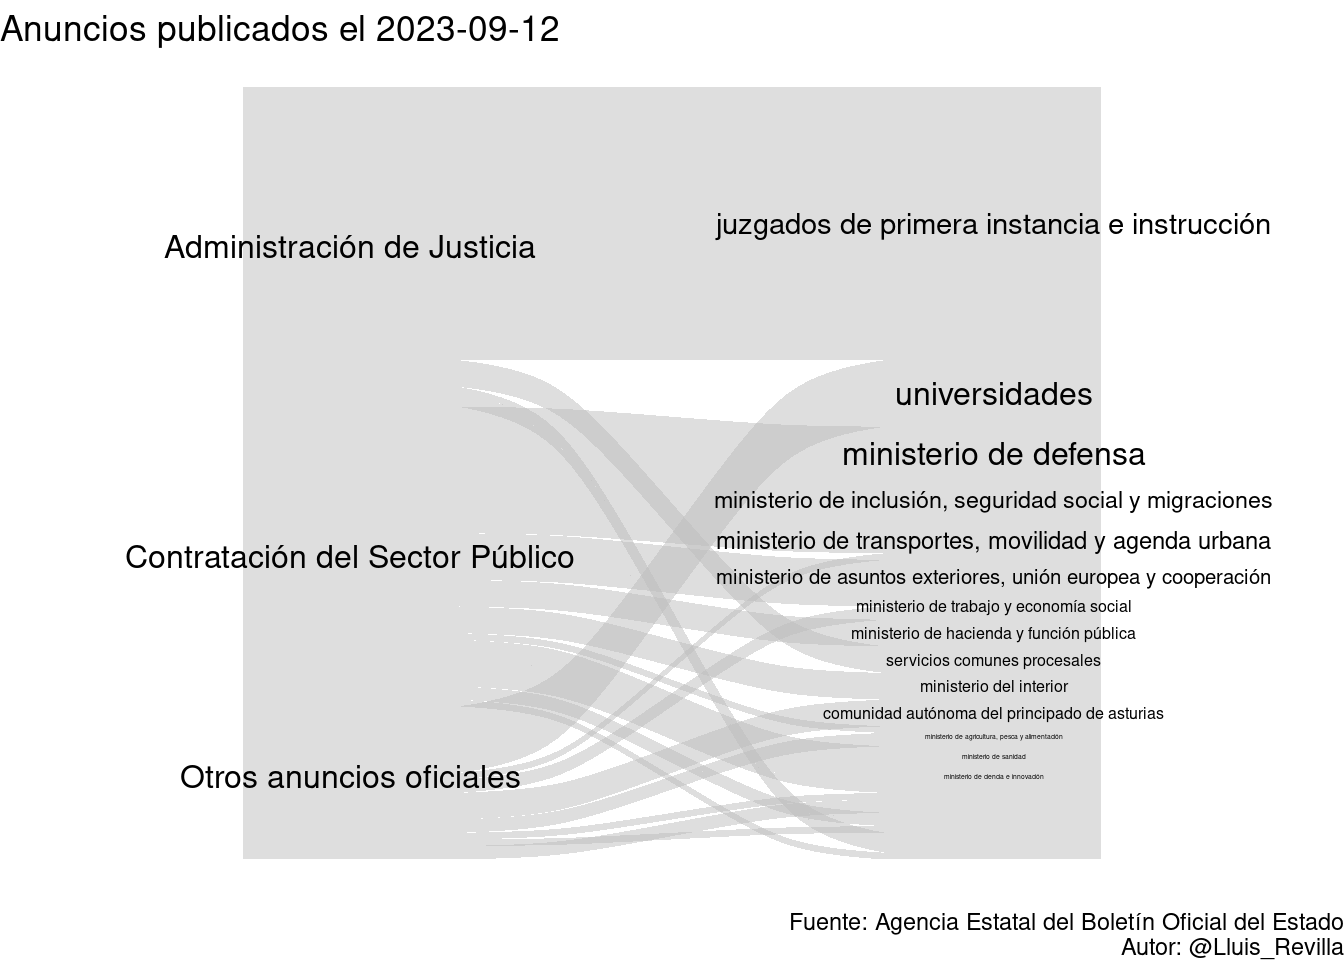 Anuncios publicados el 2023-09-12
Administración de Justicia
juzgados de primera instancia e instrucción
universidades
ministerio de defensa
ministerio de inclusión, seguridad social y migraciones
ministerio de transportes, movilidad y agenda urbana
Contratación del Sector Público
ministerio de asuntos exteriores, unión europea y cooperación
ministerio de trabajo y economía social
ministerio de hacienda y función pública
servicios comunes procesales
ministerio del interior
comunidad autónoma del principado de asturias
ministerio de agricultura, pesca y alimentación
ministerio de sanidad
ministerio de ciencia e innovación
Otros anuncios oficiales
Fuente: Agencia Estatal del Boletín Oficial del Estado
Autor: @Lluis_Revilla